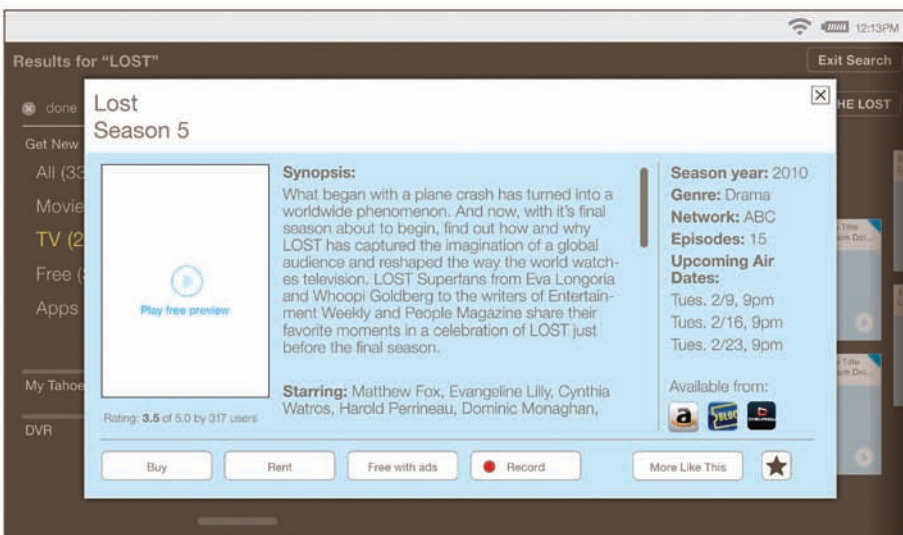 12:13PM
Results for “LOST”
Exit Search
done
HE LOST
Get New
All (33
Movie
TV (2
Free (
Apps
My Tahoe
DVR
Lost
Season 5
Play free preview
Rating: 3.5 of 5.0 by 317 users
Synopsis:
What began with a plane crash has turned into a
worldwide phenomenon. And now, with it’s final
season about to begin, find out how and why
LOST has captured the imagination of a global
audience and reshaped the way the world watch-
es television. LOST Superfans from Eva Longoria
and Whoopi Goldberg to the writers of Entertain-
ment Weekly and People Magazine share their
favorite moments in a celebration of LOST just
before the final season.
Starring: Matthew Fox, Evangeline Lilly, Cynthia
Watros, Harold Perrineau, Dominic Monaghan,
Season year: 2010
Genre: Drama
Network: ABC
Episodes: 15
Upcoming Air
Dates:
Tues. 2/9, 9pm
Tues. 2/16, 9pm
Tues. 2/23, 9pm
Available from:
a
Buy
Rent
Free with ads
Record
More Like This
Title
Title